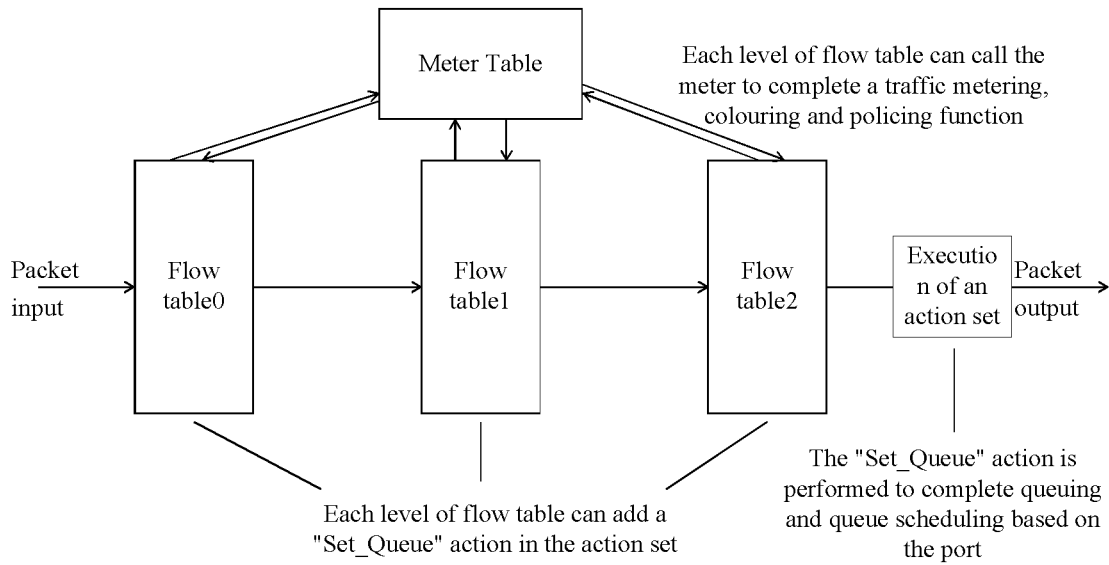 Meter Table
Each level of flow table can call the
meter to complete a traffic metering,
colouring and policing function
Packet
input
Flow
table0
Flow
table1
Flow
table2
Executio
n of an
action set
Packet
output
Each level of flow table can add a
"Set_Queue" action in the action set
The "Set_Queue" action is
performed to complete queuing
and queue scheduling based on
the port